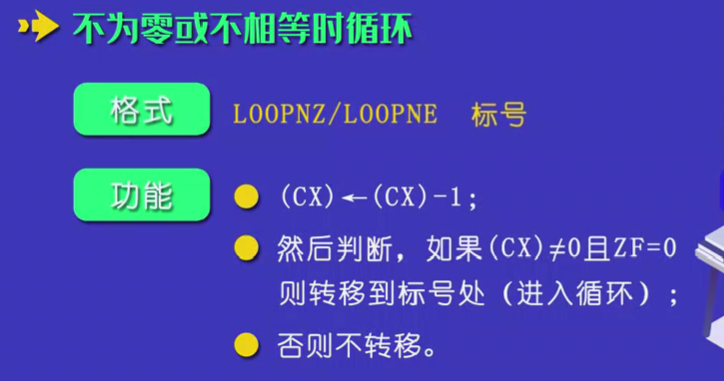 不为零或不相等时循环
格式 LOOPNZ/LOOPNE 标号
功能 (CX)←(CX)-1;
然后判断，如果(CX)≠0且ZF=0
则转移到标号处（进入循环）;
否则不转移。